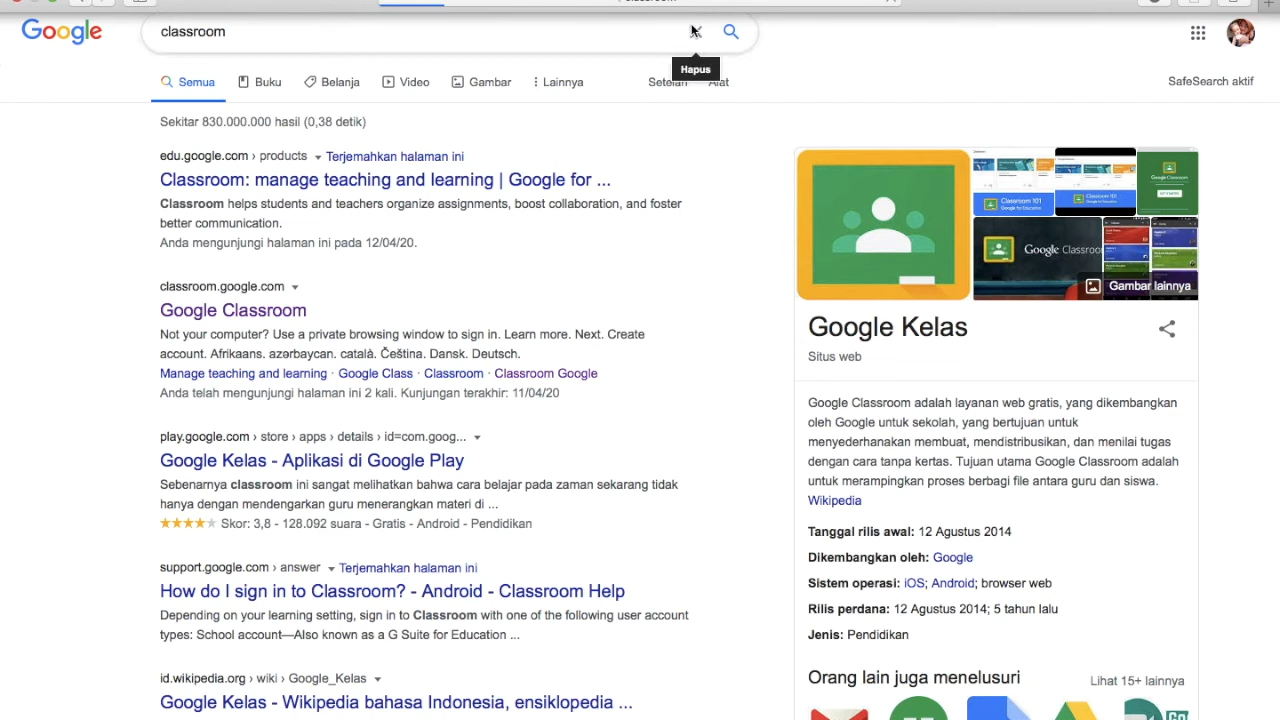 Google
classroom
Hapus
Semua
Buku
Belanja
Video
Gambar
Lainnya
Setelan
Alat
SafeSearch aktif
Sekitar 830.000.000 hasil (0,38 detik)
edu.google.com › products Terjemahkan halaman ini
Classroom: manage teaching and learning | Google for ...
Classroom helps students and teachers organize assignments, boost collaboration, and foster
better communication.
Anda mengunjungi halaman ini pada 12/04/20.
classroom.google.com
Google Classroom
Not your computer? Use a private browsing window to sign in. Learn more. Next. Create
account. Afrikaans. azərbaycan. català. Čeština. Dansk. Deutsch.
Manage teaching and learning · Google Class · Classroom · Classroom Google
Anda telah mengunjungi halaman ini 2 kali. Kunjungan terakhir: 11/04/20
play.google.com › store › apps › details › id=com.goog...
Google Kelas - Aplikasi di Google Play
Sebenarnya classroom ini sangat melihatkan bahwa cara belajar pada zaman sekarang tidak
hanya dengan mendengarkan guru menerangkan materi di ...
Skor: 3,8 - 128.092 suara - Gratis - Android - Pendidikan
support.google.com › answer Terjemahkan halaman ini
How do I sign in to Classroom? - Android - Classroom Help
Depending on your learning setting, sign in to Classroom with one of the following user account
types: School account—Also known as a G Suite for Education ...
id.wikipedia.org › wiki › Google_Kelas
Google Kelas - Wikipedia bahasa Indonesia, ensiklopedia ...
Classroom 101
Google for Education
Classroom 101
Google for Education
Google Classroom
Google Classroom
Gambar lainnya
Google Kelas
Situs web
Google Classroom adalah layanan web gratis, yang dikembangkan
oleh Google untuk sekolah, yang bertujuan untuk
menyederhanakan membuat, mendistribusikan, dan menilai tugas
dengan cara tanpa kertas. Tujuan utama Google Classroom adalah
untuk merampingkan proses berbagi file antara guru dan siswa.
Wikipedia
Tanggal rilis awal: 12 Agustus 2014
Dikembangkan oleh: Google
Sistem operasi: iOS; Android; browser web
Rilis perdana: 12 Agustus 2014; 5 tahun lalu
Jenis: Pendidikan
Orang lain juga menelusuri
Lihat 15+ lainnya